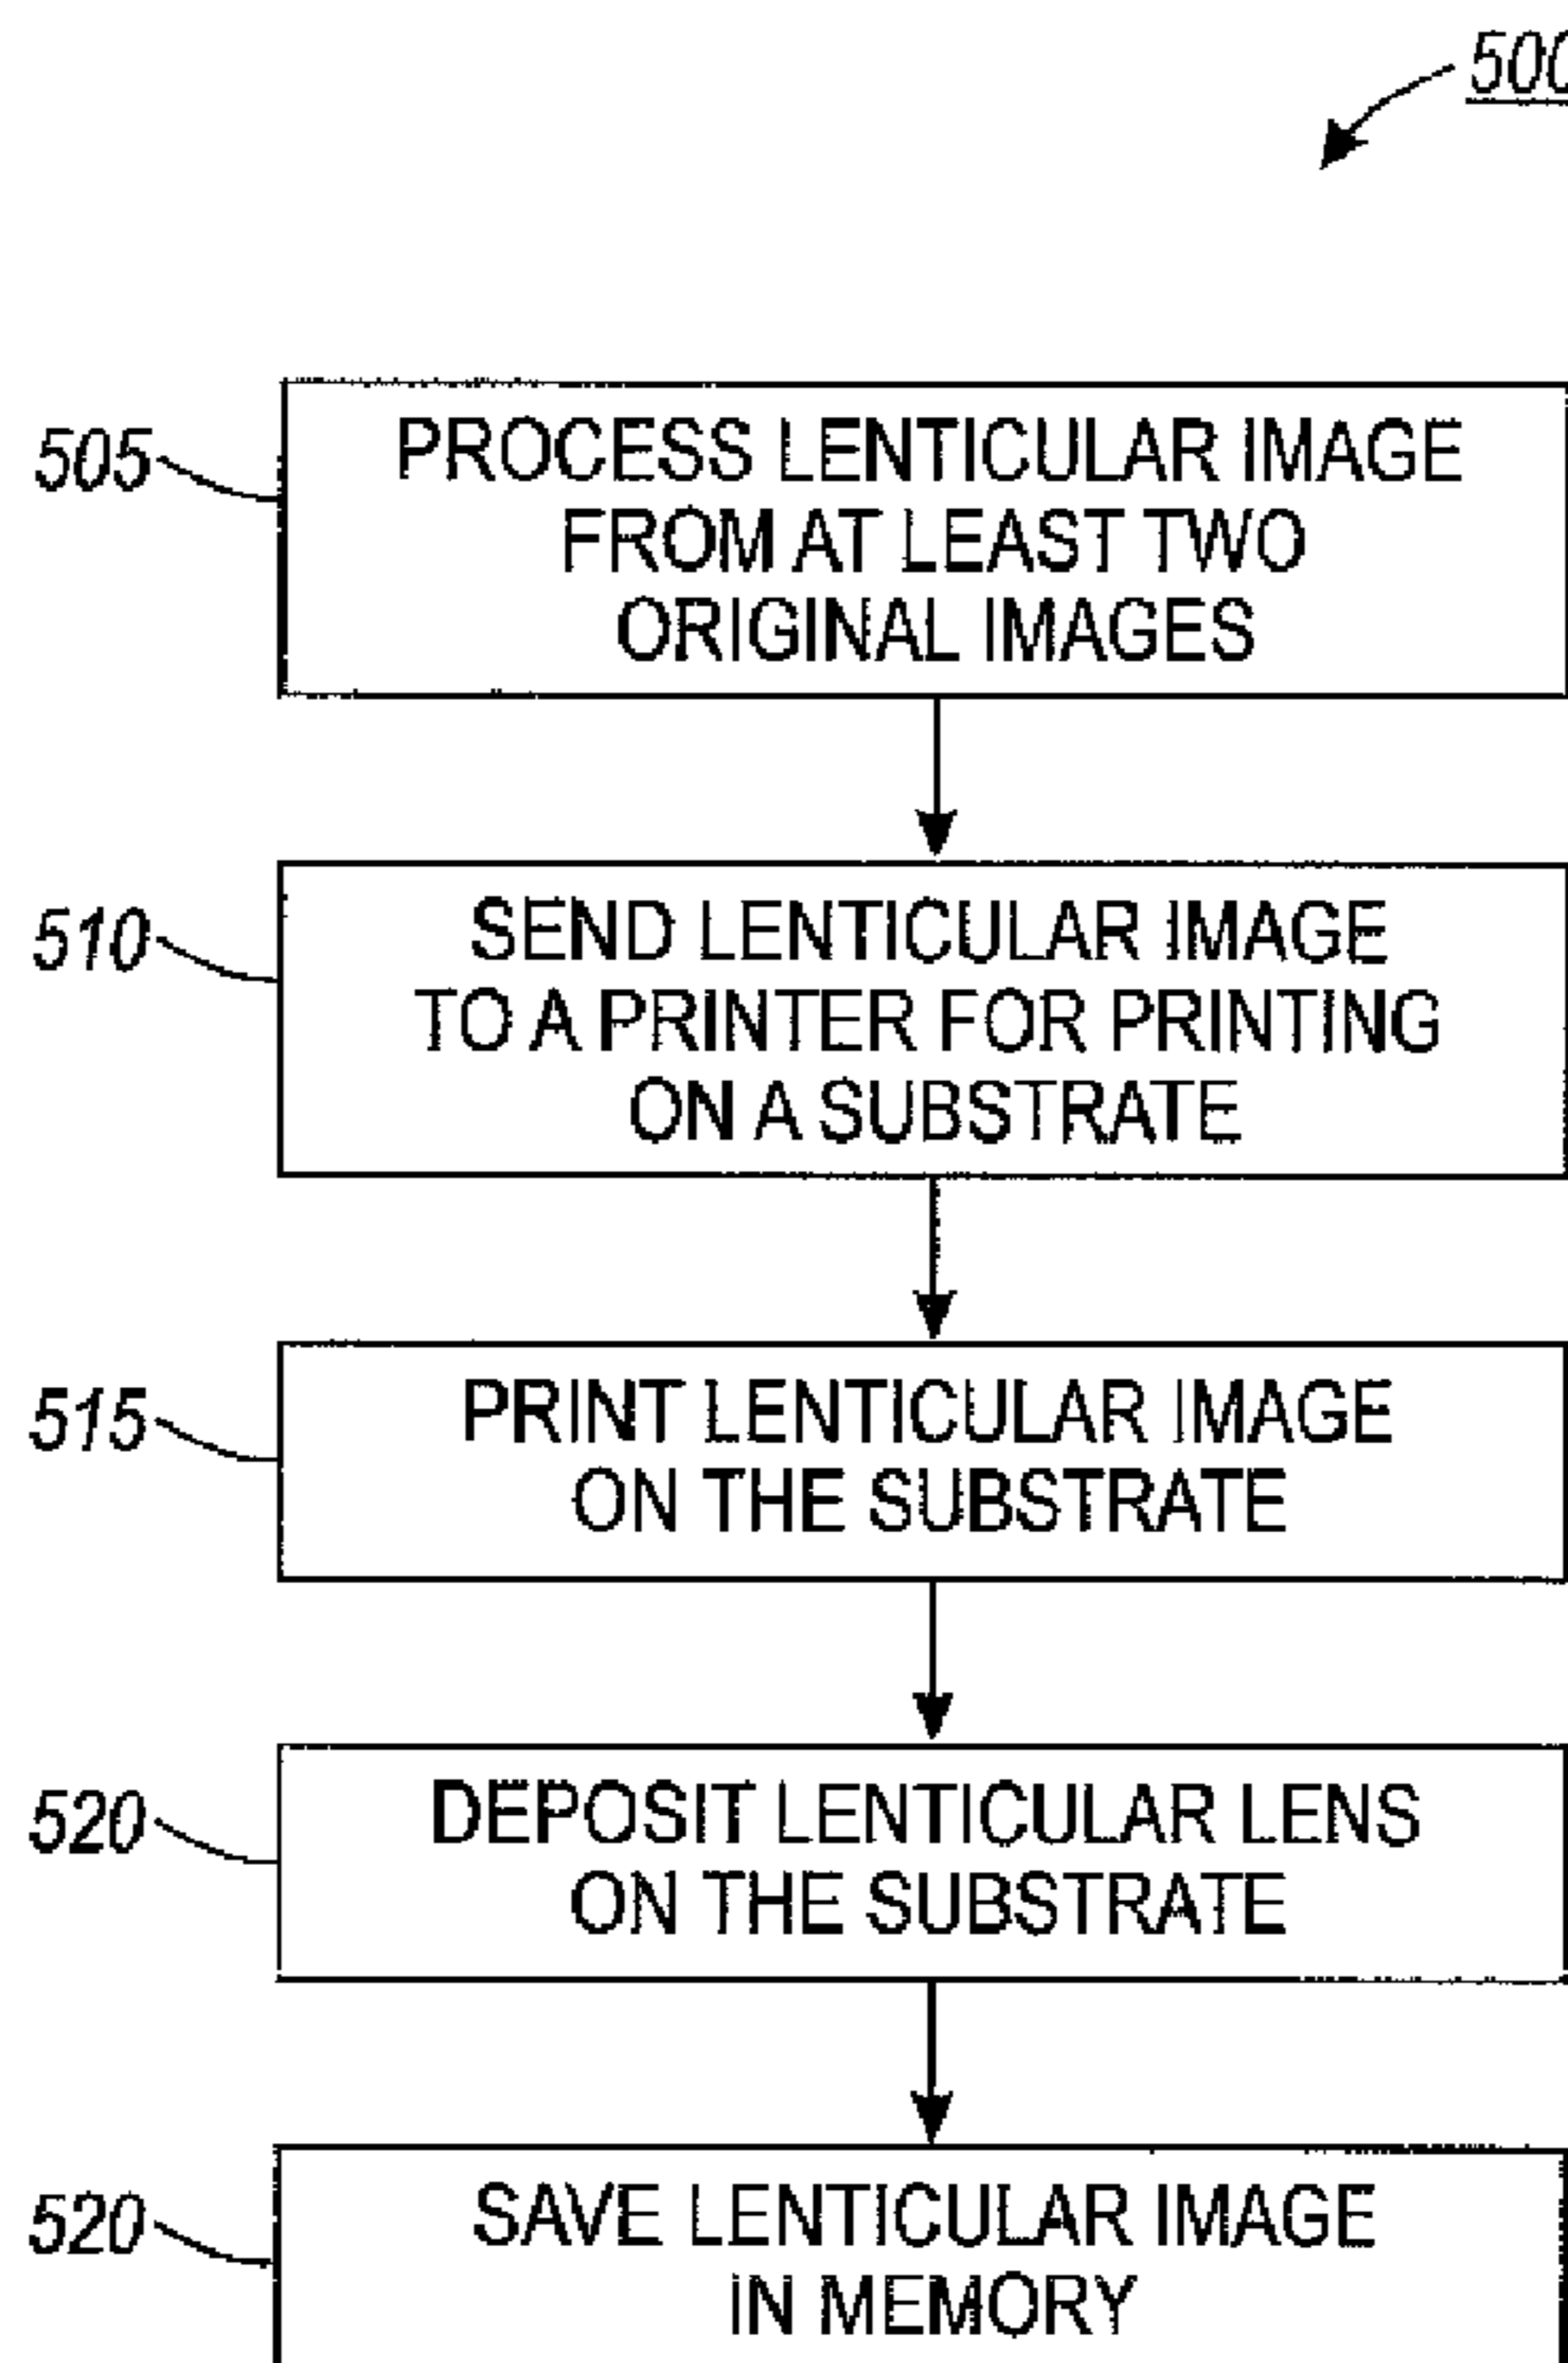 500
505
PROCESS LENTICULAR IMAGE
FROM AT LEAST TWO
ORIGINAL IMAGES
510
SEND LENTICULAR IMAGE
TO A PRINTER FOR PRINTING
ON A SUBSTRATE
515
PRINT LENTICULAR IMAGE
ON THE SUBSTRATE
520
DEPOSIT LENTICULAR LENS
ON THE SUBSTRATE
520
SAVE LENTICULAR IMAGE
IN MEMORY